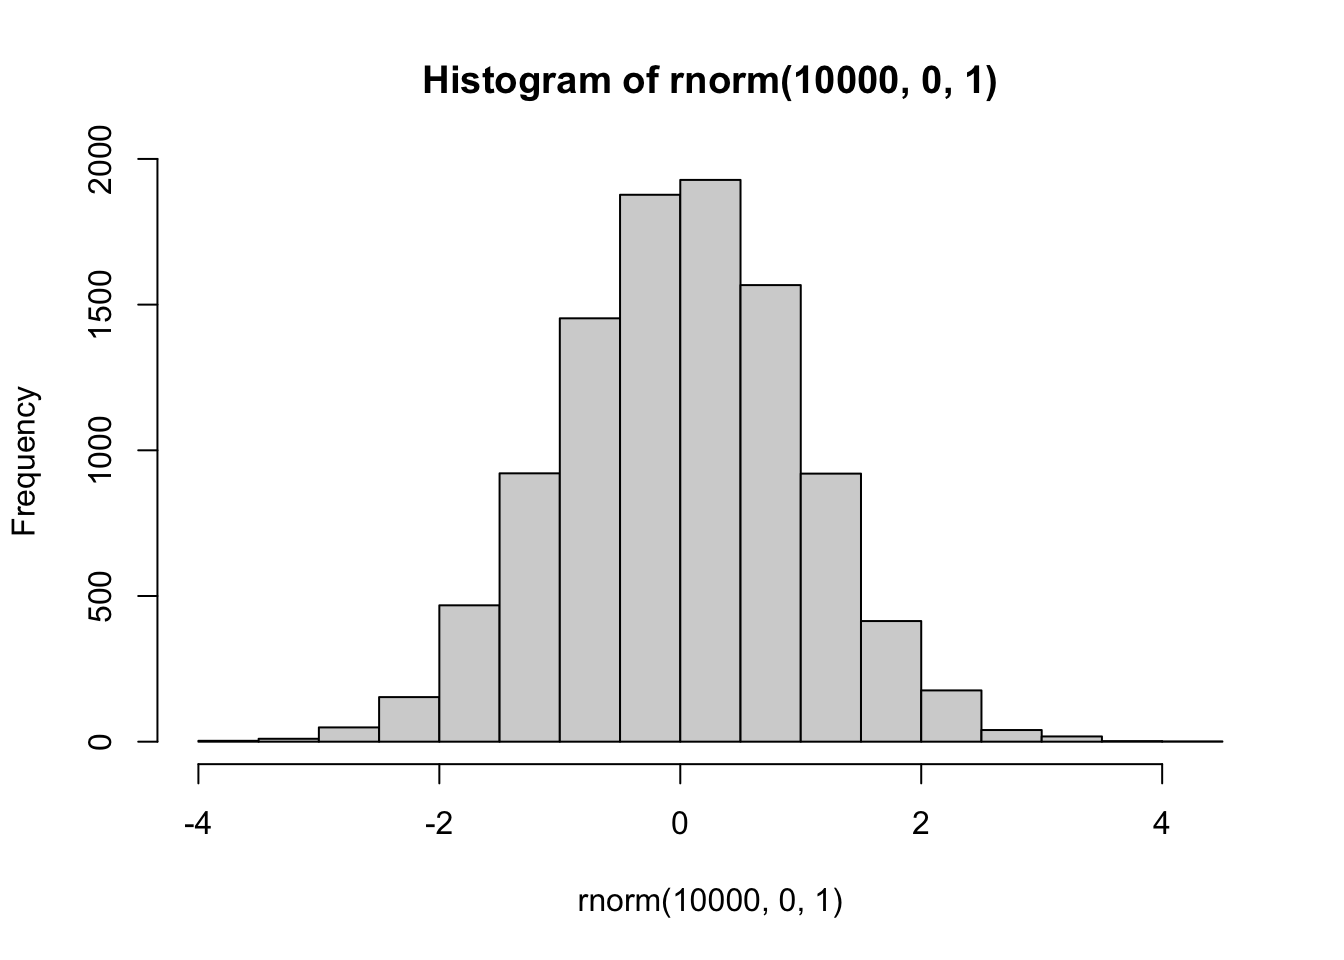 Histogram of rnorm(10000, 0, 1)
Frequency
2000
1500
1000
500
0
-4 -2 0 2 4
rnorm(10000, 0, 1)